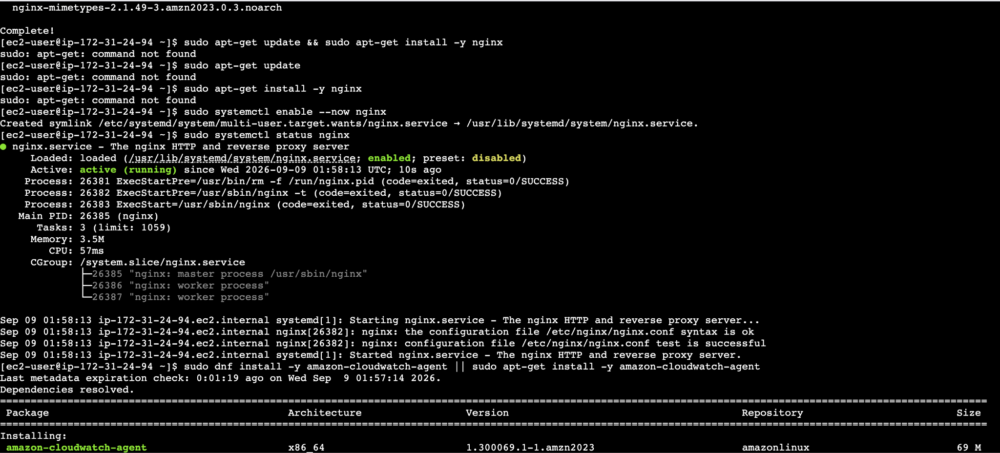 nginx-mimetypes-2.1.49-3.amzn2023.0.3.noarch
Complete!
[ec2-user@ip-172-31-24-94 ~]$ sudo apt-get update && sudo apt-get install -y nginx
sudo: apt-get: command not found
[ec2-user@ip-172-31-24-94 ~]$ sudo apt-get update
sudo: apt-get: command not found
[ec2-user@ip-172-31-24-94 ~]$ sudo apt-get install -y nginx
sudo: apt-get: command not found
[ec2-user@ip-172-31-24-94 ~]$ sudo systemctl enable --now nginx
Created symlink /etc/systemd/system/multi-user.target.wants/nginx.service → /usr/lib/systemd/system/nginx.service.
[ec2-user@ip-172-31-24-94 ~]$ sudo systemctl status nginx
● nginx.service - The nginx HTTP and reverse proxy server
Loaded: loaded (/usr/lib/systemd/system/nginx.service; enabled; preset: disabled)
Active: active (running) since Wed 2026-09-09 01:58:13 UTC; 10s ago
Process: 26381 ExecStartPre=/usr/bin/rm -f /run/nginx.pid (code=exited, status=0/SUCCESS)
Process: 26382 ExecStartPre=/usr/sbin/nginx -t (code=exited, status=0/SUCCESS)
Process: 26383 ExecStart=/usr/sbin/nginx (code=exited, status=0/SUCCESS)
Main PID: 26385 (nginx)
Tasks: 3 (limit: 1059)
Memory: 3.5M
CPU: 57ms
CGroup: /system.slice/nginx.service
├─26385 "nginx: master process /usr/sbin/nginx"
├─26386 "nginx: worker process"
└─26387 "nginx: worker process"
Sep 09 01:58:13 ip-172-31-24-94.ec2.internal systemd[1]: Starting nginx.service - The nginx HTTP and reverse proxy server...
Sep 09 01:58:13 ip-172-31-24-94.ec2.internal nginx[26382]: nginx: the configuration file /etc/nginx/nginx.conf syntax is ok
Sep 09 01:58:13 ip-172-31-24-94.ec2.internal nginx[26382]: nginx: configuration file /etc/nginx/nginx.conf test is successful
Sep 09 01:58:13 ip-172-31-24-94.ec2.internal systemd[1]: Started nginx.service - The nginx HTTP and reverse proxy server.
[ec2-user@ip-172-31-24-94 ~]$ sudo dnf install -y amazon-cloudwatch-agent || sudo apt-get install -y amazon-cloudwatch-agent
Last metadata expiration check: 0:01:19 ago on Wed Sep  9 01:57:14 2026.
Dependencies resolved.
Package Architecture Version Repository Size
Installing:
amazon-cloudwatch-agent x86_64 1.300069.1-1.amzn2023 amazonlinux 69 M